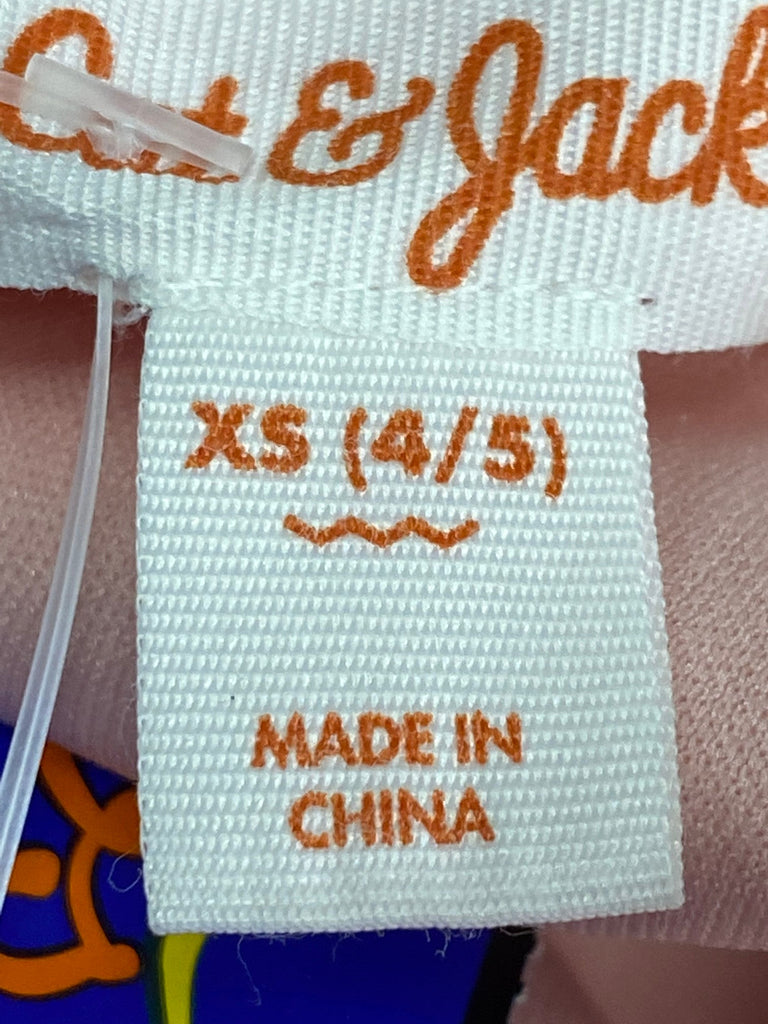 Cat & Jack
XS (4/5)
MADE IN
CHINA